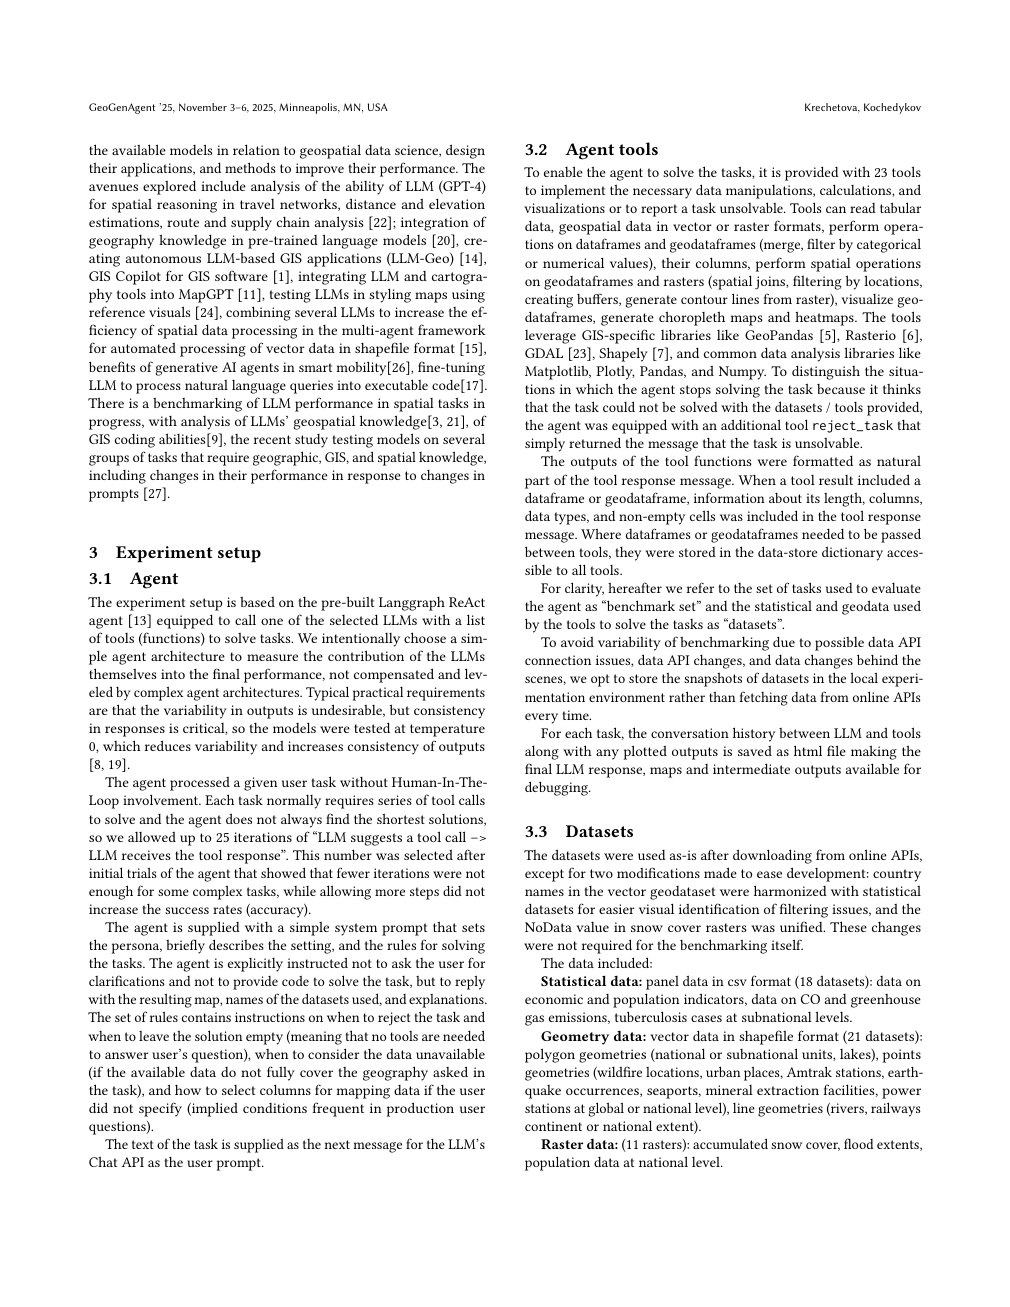 GeoGenAgent ’25, November 3–6, 2025, Minneapolis, MN, USA
Krechetova, Kochedykov
the available models in relation to geospatial data science, design
their applications, and methods to improve their performance. The
avenues explored include analysis of the ability of LLM (GPT-4)
for spatial reasoning in travel networks, distance and elevation
estimations, route and supply chain analysis [22]; integration of
geography knowledge in pre-trained language models [20], cre-
ating autonomous LLM-based GIS applications (LLM-Geo) [14],
GIS Copilot for GIS software [1], integrating LLM and cartogra-
phy tools into MapGPT [11], testing LLMs in styling maps using
reference visuals [24], combining several LLMs to increase the ef-
ficiency of spatial data processing in the multi-agent framework
for automated processing of vector data in shapefile format [15],
benefits of generative AI agents in smart mobility[26], fine-tuning
LLM to process natural language queries into executable code[17].
There is a benchmarking of LLM performance in spatial tasks in
progress, with analysis of LLMs’ geospatial knowledge[3, 21], of
GIS coding abilities[9], the recent study testing models on several
groups of tasks that require geographic, GIS, and spatial knowledge,
including changes in their performance in response to changes in
prompts [27].
3 Experiment setup
3.1 Agent
The experiment setup is based on the pre-built Langgraph ReAct
agent [13] equipped to call one of the selected LLMs with a list
of tools (functions) to solve tasks. We intentionally choose a sim-
ple agent architecture to measure the contribution of the LLMs
themselves into the final performance, not compensated and lev-
eled by complex agent architectures. Typical practical requirements
are that the variability in outputs is undesirable, but consistency
in responses is critical, so the models were tested at temperature
0, which reduces variability and increases consistency of outputs
[8, 19].
The agent processed a given user task without Human-In-The-
Loop involvement. Each task normally requires series of tool calls
to solve and the agent does not always find the shortest solutions,
so we allowed up to 25 iterations of “LLM suggests a tool call –>
LLM receives the tool response”. This number was selected after
initial trials of the agent that showed that fewer iterations were not
enough for some complex tasks, while allowing more steps did not
increase the success rates (accuracy).
The agent is supplied with a simple system prompt that sets
the persona, briefly describes the setting, and the rules for solving
the tasks. The agent is explicitly instructed not to ask the user for
clarifications and not to provide code to solve the task, but to reply
with the resulting map, names of the datasets used, and explanations.
The set of rules contains instructions on when to reject the task and
when to leave the solution empty (meaning that no tools are needed
to answer user’s question), when to consider the data unavailable
(if the available data do not fully cover the geography asked in
the task), and how to select columns for mapping data if the user
did not specify (implied conditions frequent in production user
questions).
The text of the task is supplied as the next message for the LLM’s
Chat API as the user prompt.
3.2 Agent tools
To enable the agent to solve the tasks, it is provided with 23 tools
to implement the necessary data manipulations, calculations, and
visualizations or to report a task unsolvable. Tools can read tabular
data, geospatial data in vector or raster formats, perform opera-
tions on dataframes and geodataframes (merge, filter by categorical
or numerical values), their columns, perform spatial operations
on geodataframes and rasters (spatial joins, filtering by locations,
creating buffers, generate contour lines from raster), visualize geo-
dataframes, generate choropleth maps and heatmaps. The tools
leverage GIS-specific libraries like GeoPandas [5], Rasterio [6],
GDAL [23], Shapely [7], and common data analysis libraries like
Matplotlib, Plotly, Pandas, and Numpy. To distinguish the situa-
tions in which the agent stops solving the task because it thinks
that the task could not be solved with the datasets / tools provided,
the agent was equipped with an additional tool reject_task that
simply returned the message that the task is unsolvable.
The outputs of the tool functions were formatted as natural
part of the tool response message. When a tool result included a
dataframe or geodataframe, information about its length, columns,
data types, and non-empty cells was included in the tool response
message. Where dataframes or geodataframes needed to be passed
between tools, they were stored in the data-store dictionary acces-
sible to all tools.
For clarity, hereafter we refer to the set of tasks used to evaluate
the agent as “benchmark set” and the statistical and geodata used
by the tools to solve the tasks as “datasets”.
To avoid variability of benchmarking due to possible data API
connection issues, data API changes, and data changes behind the
scenes, we opt to store the snapshots of datasets in the local experi-
mentation environment rather than fetching data from online APIs
every time.
For each task, the conversation history between LLM and tools
along with any plotted outputs is saved as html file making the
final LLM response, maps and intermediate outputs available for
debugging.
3.3 Datasets
The datasets were used as-is after downloading from online APIs,
except for two modifications made to ease development: country
names in the vector geodataset were harmonized with statistical
datasets for easier visual identification of filtering issues, and the
NoData value in snow cover rasters was unified. These changes
were not required for the benchmarking itself.
The data included:
Statistical data: panel data in csv format (18 datasets): data on
economic and population indicators, data on CO and greenhouse
gas emissions, tuberculosis cases at subnational levels.
Geometry data: vector data in shapefile format (21 datasets):
polygon geometries (national or subnational units, lakes), points
geometries (wildfire locations, urban places, Amtrak stations, earth-
quake occurrences, seaports, mineral extraction facilities, power
stations at global or national level), line geometries (rivers, railways
continent or national extent).
Raster data: (11 rasters): accumulated snow cover, flood extents,
population data at national level.